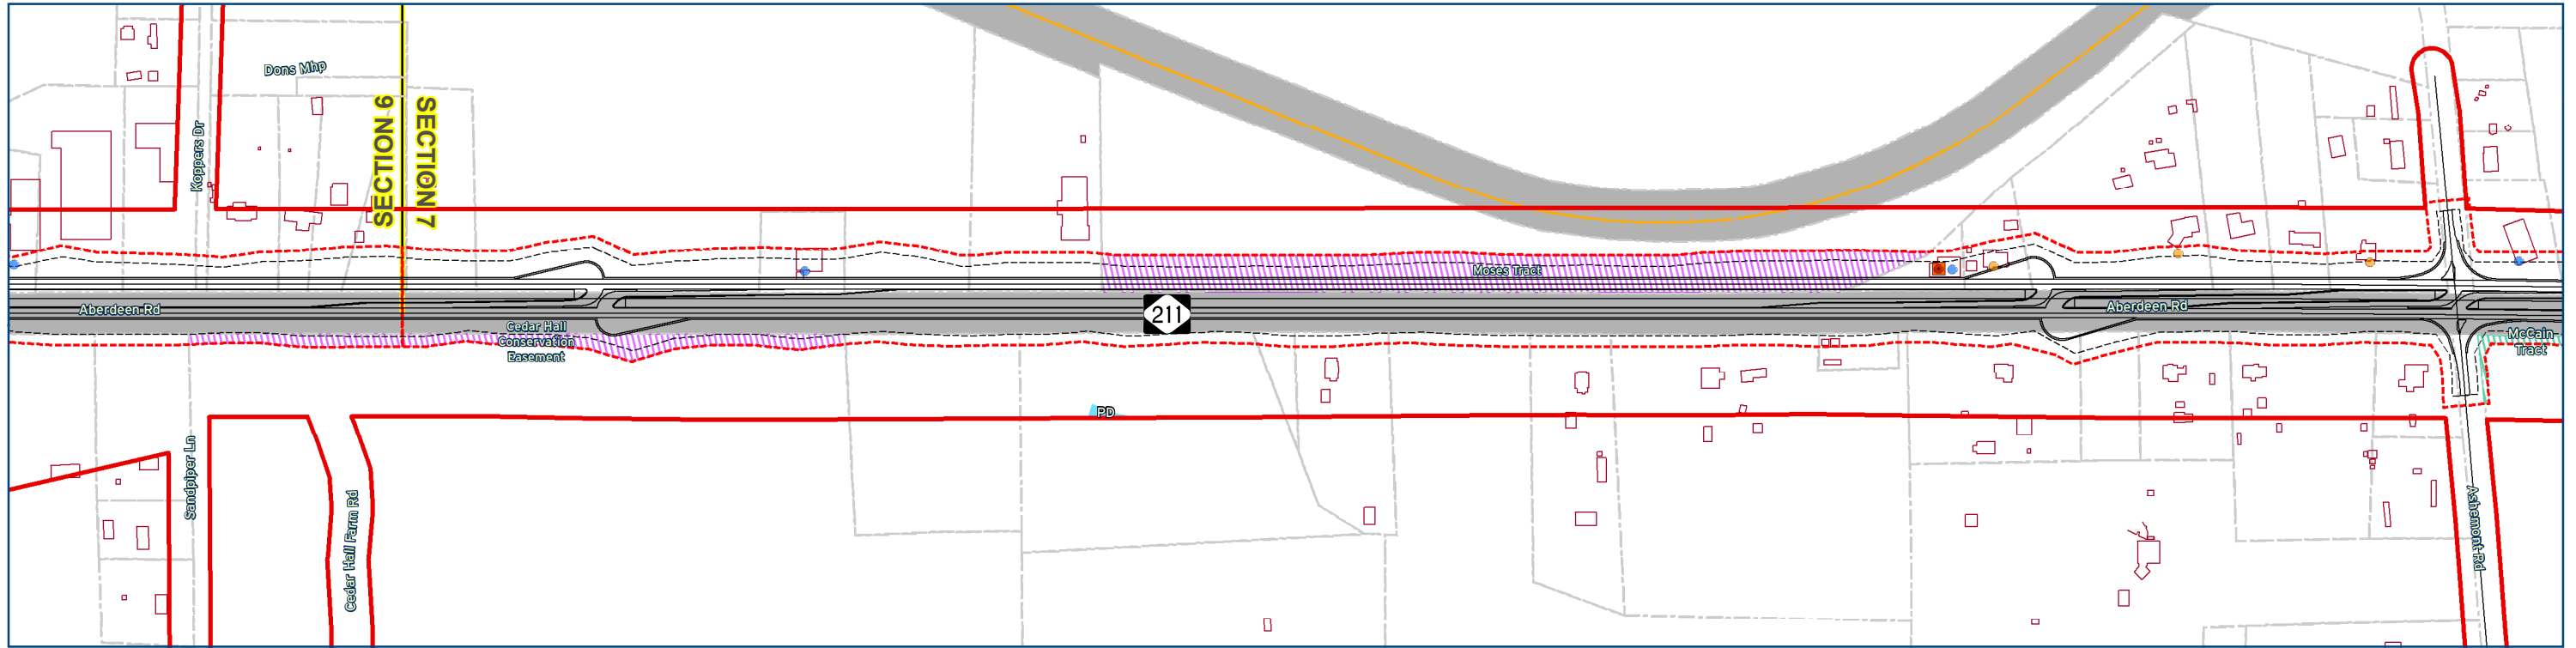 Dons Mhp
Koppers Dr
SECTION 6
SECTION 7
Moses Tract
Aberdeen Rd
211
Aberdeen Rd
Cedar Hall
Conservation
Easement
McCain
Tract
PD
Sandpiper Ln
Cedar Hall Farm Rd
Ashemont Rd